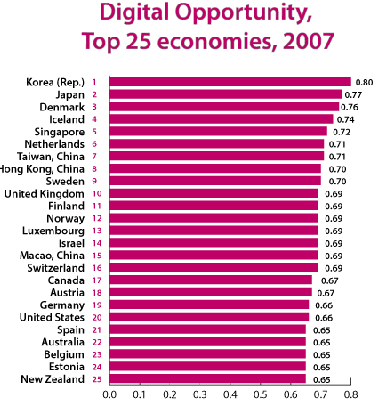 Digital Opportunity,
Top 25 economies, 2007
Korea (Rep.) 1 0.80
Japan 2 0.77
Denmark 3 0.76
Iceland 4 0.74
Singapore 5 0.72
Netherlands 6 0.71
Taiwan, China 7 0.71
Hong Kong, China 8 0.70
Sweden 9 0.70
United Kingdom 10 0.69
Finland 11 0.69
Norway 12 0.69
Luxembourg 13 0.69
Israel 14 0.69
Macao, China 15 0.69
Switzerland 16 0.69
Canada 17 0.67
Austria 18 0.67
Germany 19 0.66
United States 20 0.66
Spain 21 0.65
Australia 22 0.65
Belgium 23 0.65
Estonia 24 0.65
New Zealand 25 0.65
0.0 0.1 0.2 0.3 0.4 0.5 0.6 0.7 0.8